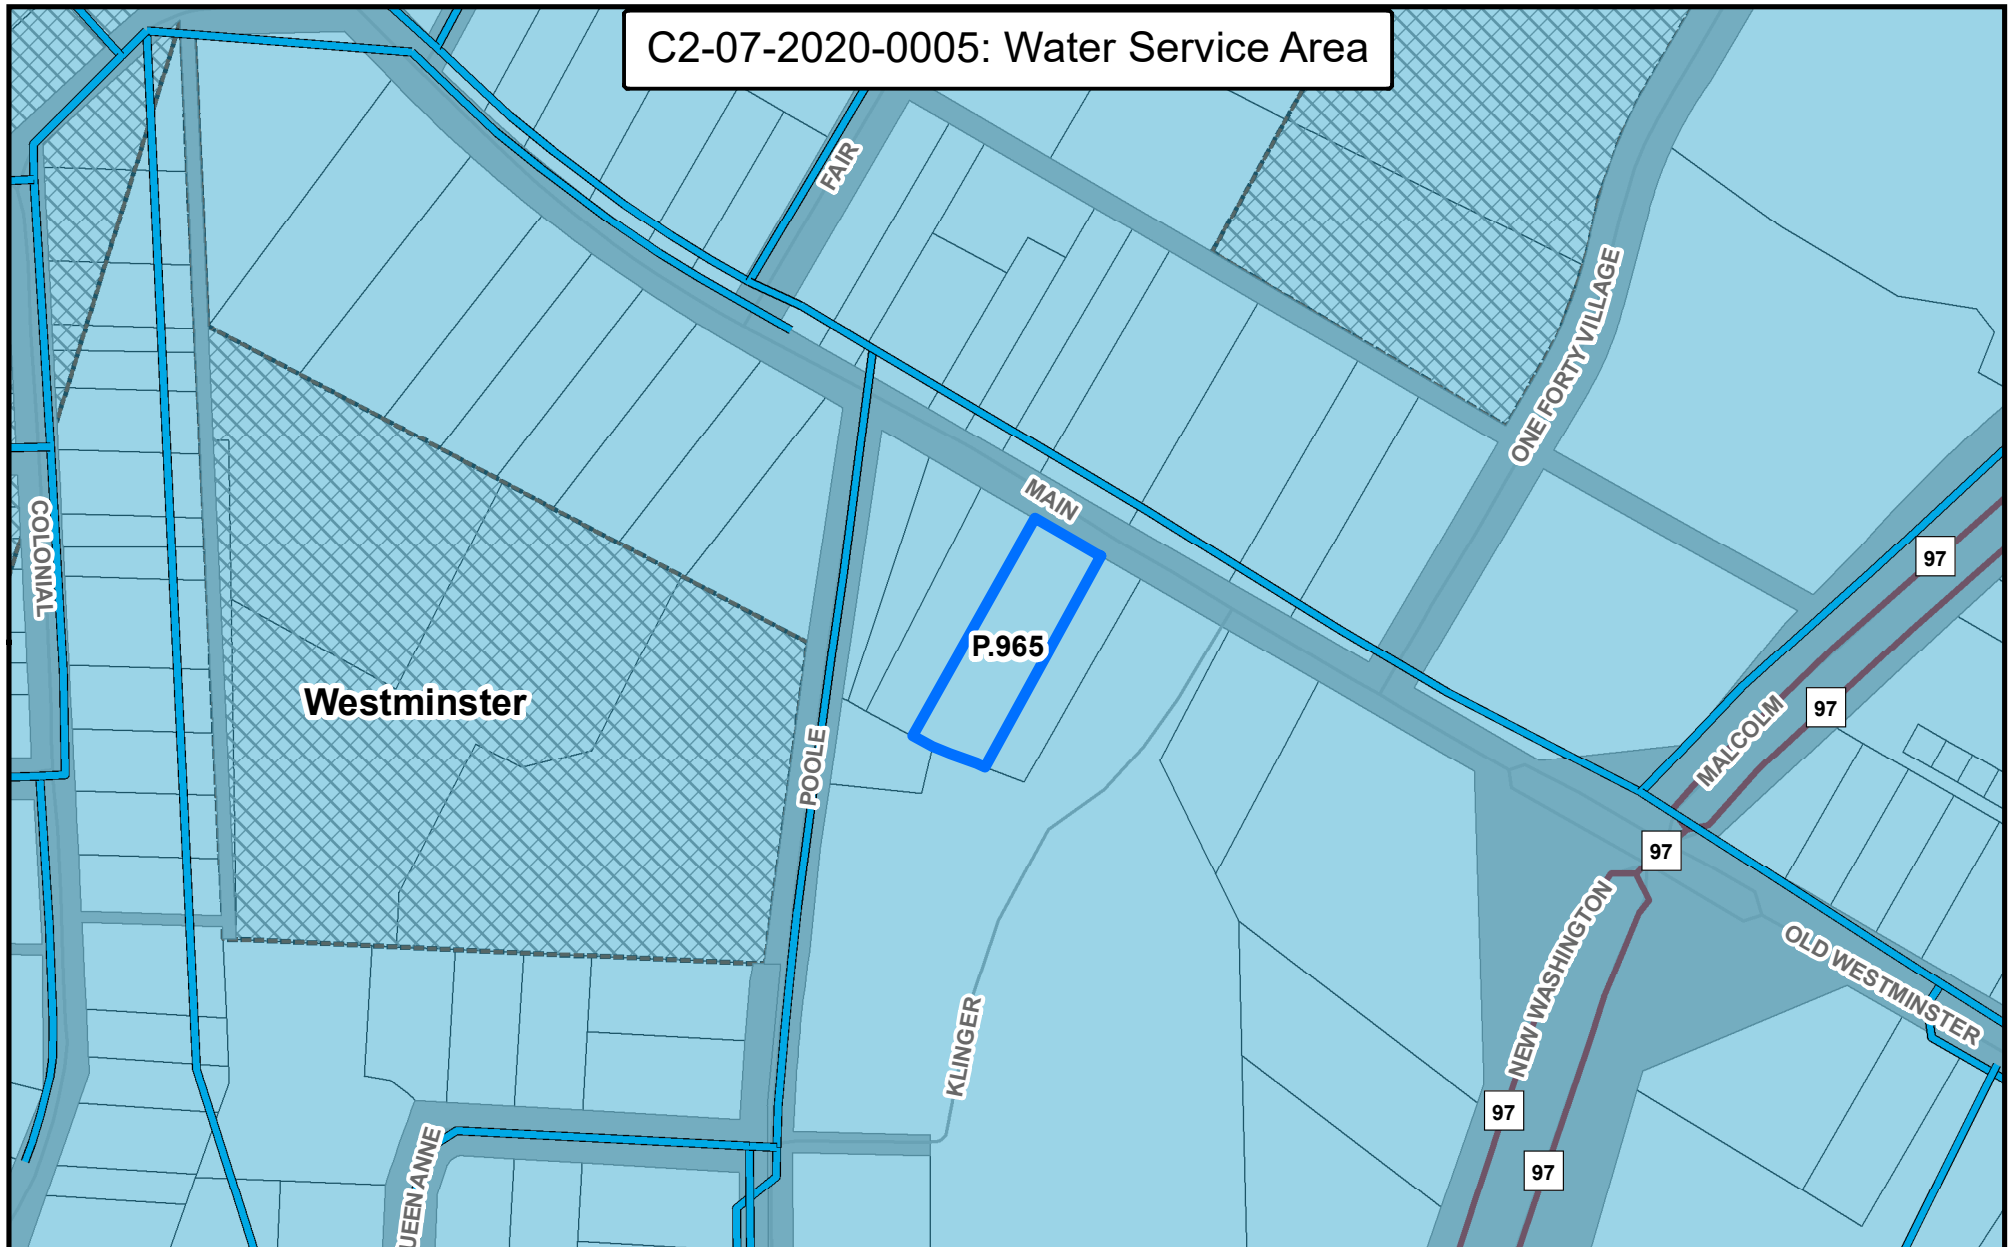 C2-07-2020-0005: Water Service Area
FAIR
ONE FORTY VILLAGE
MAIN
COLONIAL
97
P.965
Westminster
97
MALCOLM
POOLE
97
NEW WASHINGTON
OLD WESTMINSTER
KLINGER
97
UEEN ANNE
97